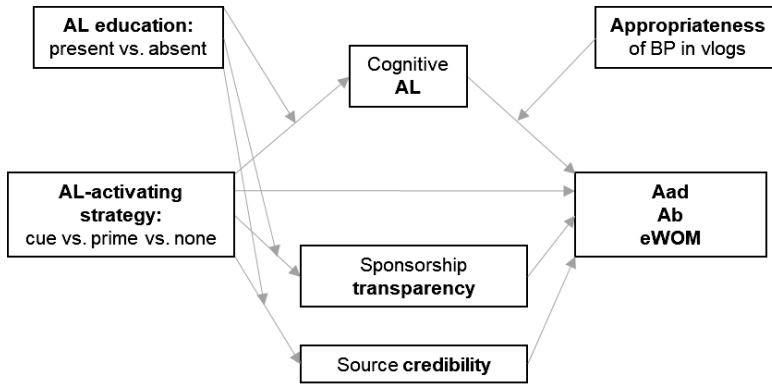 AL education:
present vs. absent
Appropriateness
of BP in vlogs
Cognitive
AL
AL-activating
strategy:
cue vs. prime vs. none
Aad
Ab
eWOM
Sponsorship
transparency
Source credibility